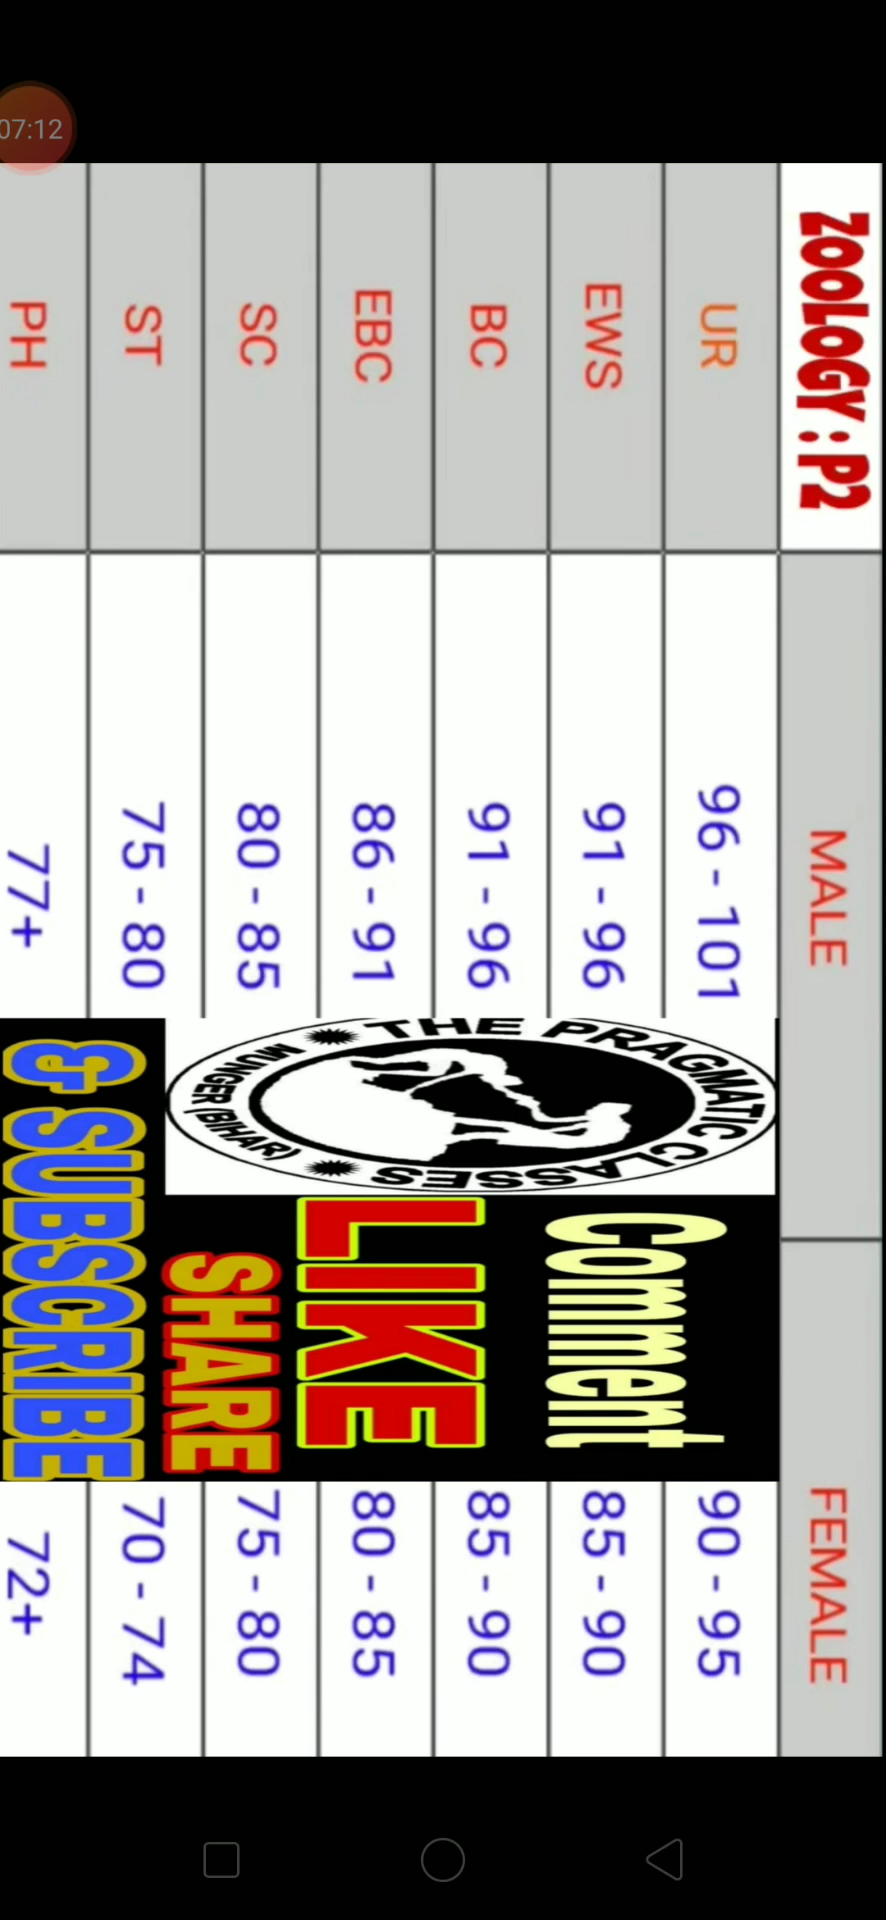 07:12
ZOOLOGY : P2 MALE FEMALE
UR 96 - 101 90 - 95
EWS 91 - 96 85 - 90
BC 91 - 96 85 - 90
EBC 86 - 91 80 - 85
SC 80 - 85 75 - 80
ST 75 - 80 70 - 74
PH 77+ 72+
THE PRAGMATIC CLASSES
MUNGER (BIHAR)
Comment
LIKE
SHARE
& SUBSCRIBE